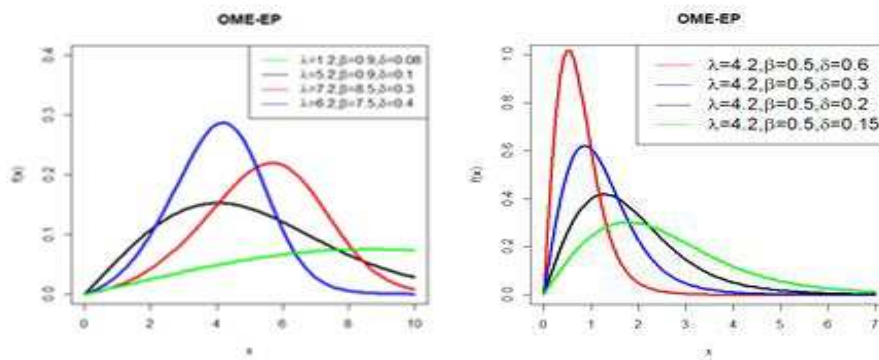 OME-EP
λ=1.2,β=0.9,δ=0.08
λ=5.2,β=0.9,δ=0.1
λ=7.2,β=8.5,δ=0.3
λ=6.2,β=7.5,δ=0.4
f(x)
0.0 0.1 0.2 0.3 0.4
0 2 4 6 8 10
x
OME-EP
λ=4.2,β=0.5,δ=0.6
λ=4.2,β=0.5,δ=0.3
λ=4.2,β=0.5,δ=0.2
λ=4.2,β=0.5,δ=0.15
f(x)
0.0 0.2 0.4 0.6 0.8 1.0
0 1 2 3 4 5 6 7
x